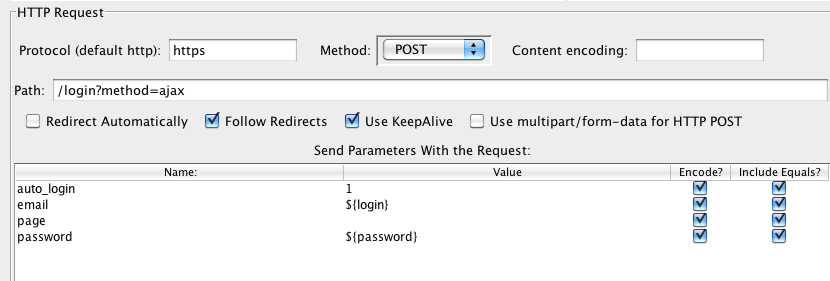 HTTP Request
Protocol (default http): https Method: POST Content encoding:
Path: /login?method=ajax
Redirect Automatically Follow Redirects Use KeepAlive Use multipart/form-data for HTTP POST
Send Parameters With the Request:
Name: Value Encode? Include Equals?
auto_login 1
email ${login}
page
password ${password}